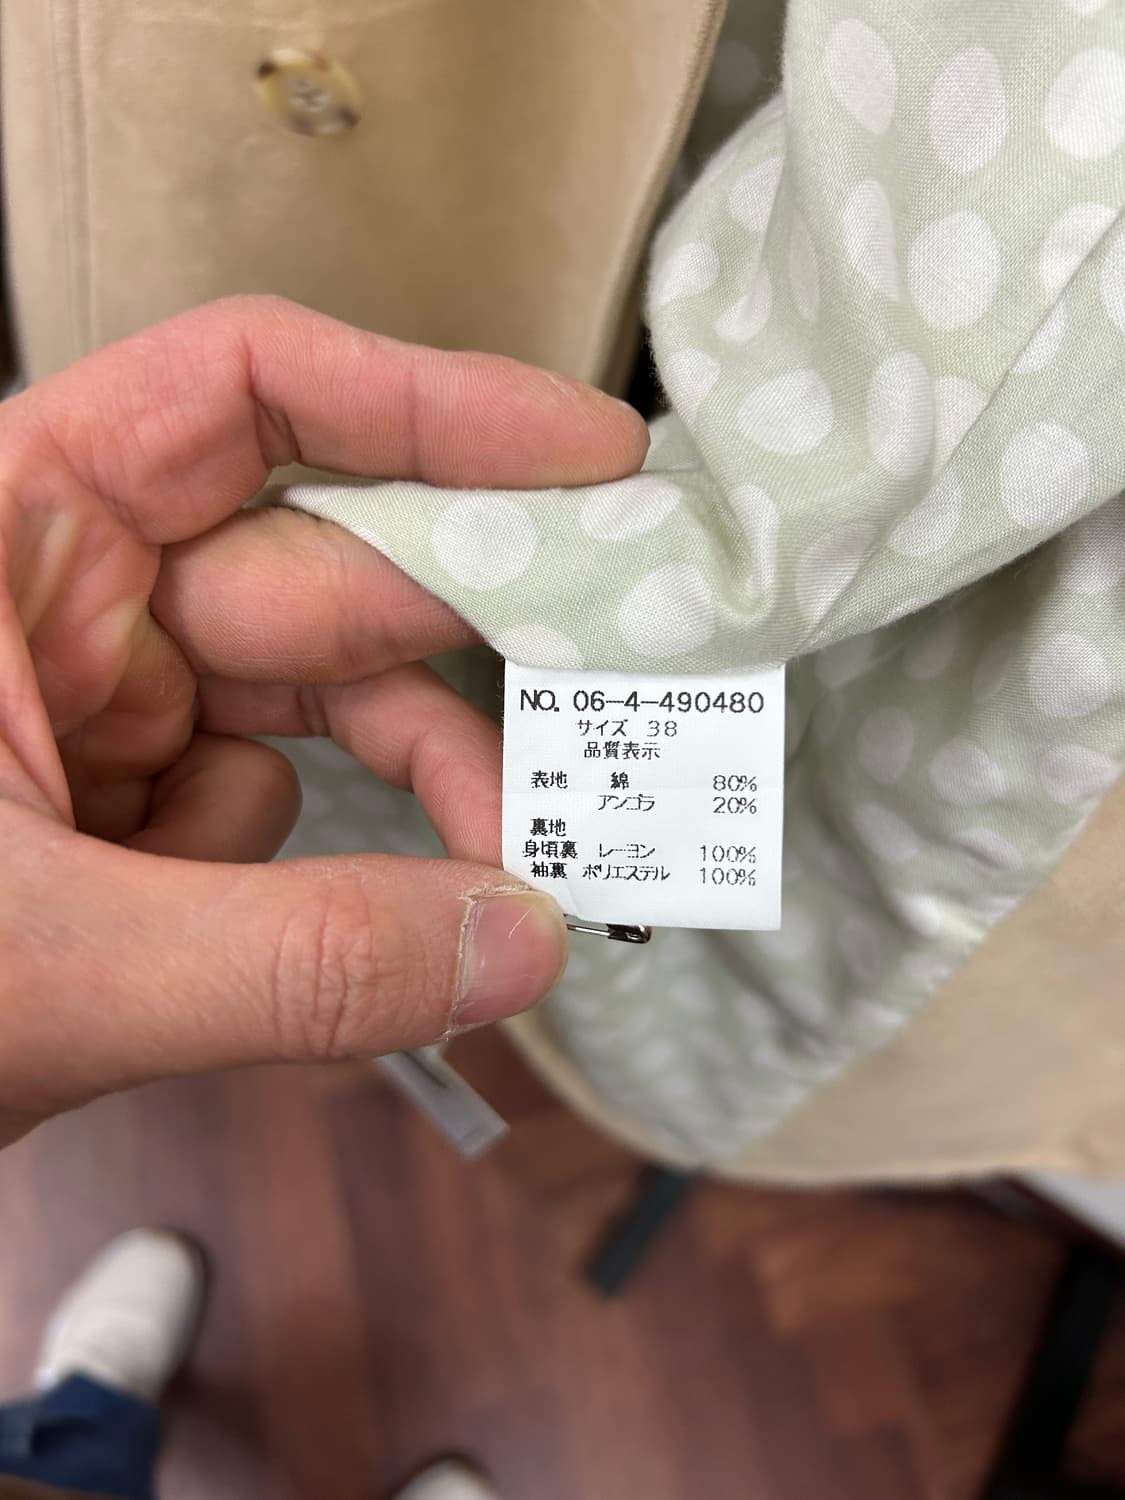 NO. 06-4-490480
サイズ 38
品質表示
表地 綿 80%
アンゴラ 20%
裏地
身頃裏 レーヨン 100%
袖裏 ポリエステル 100%